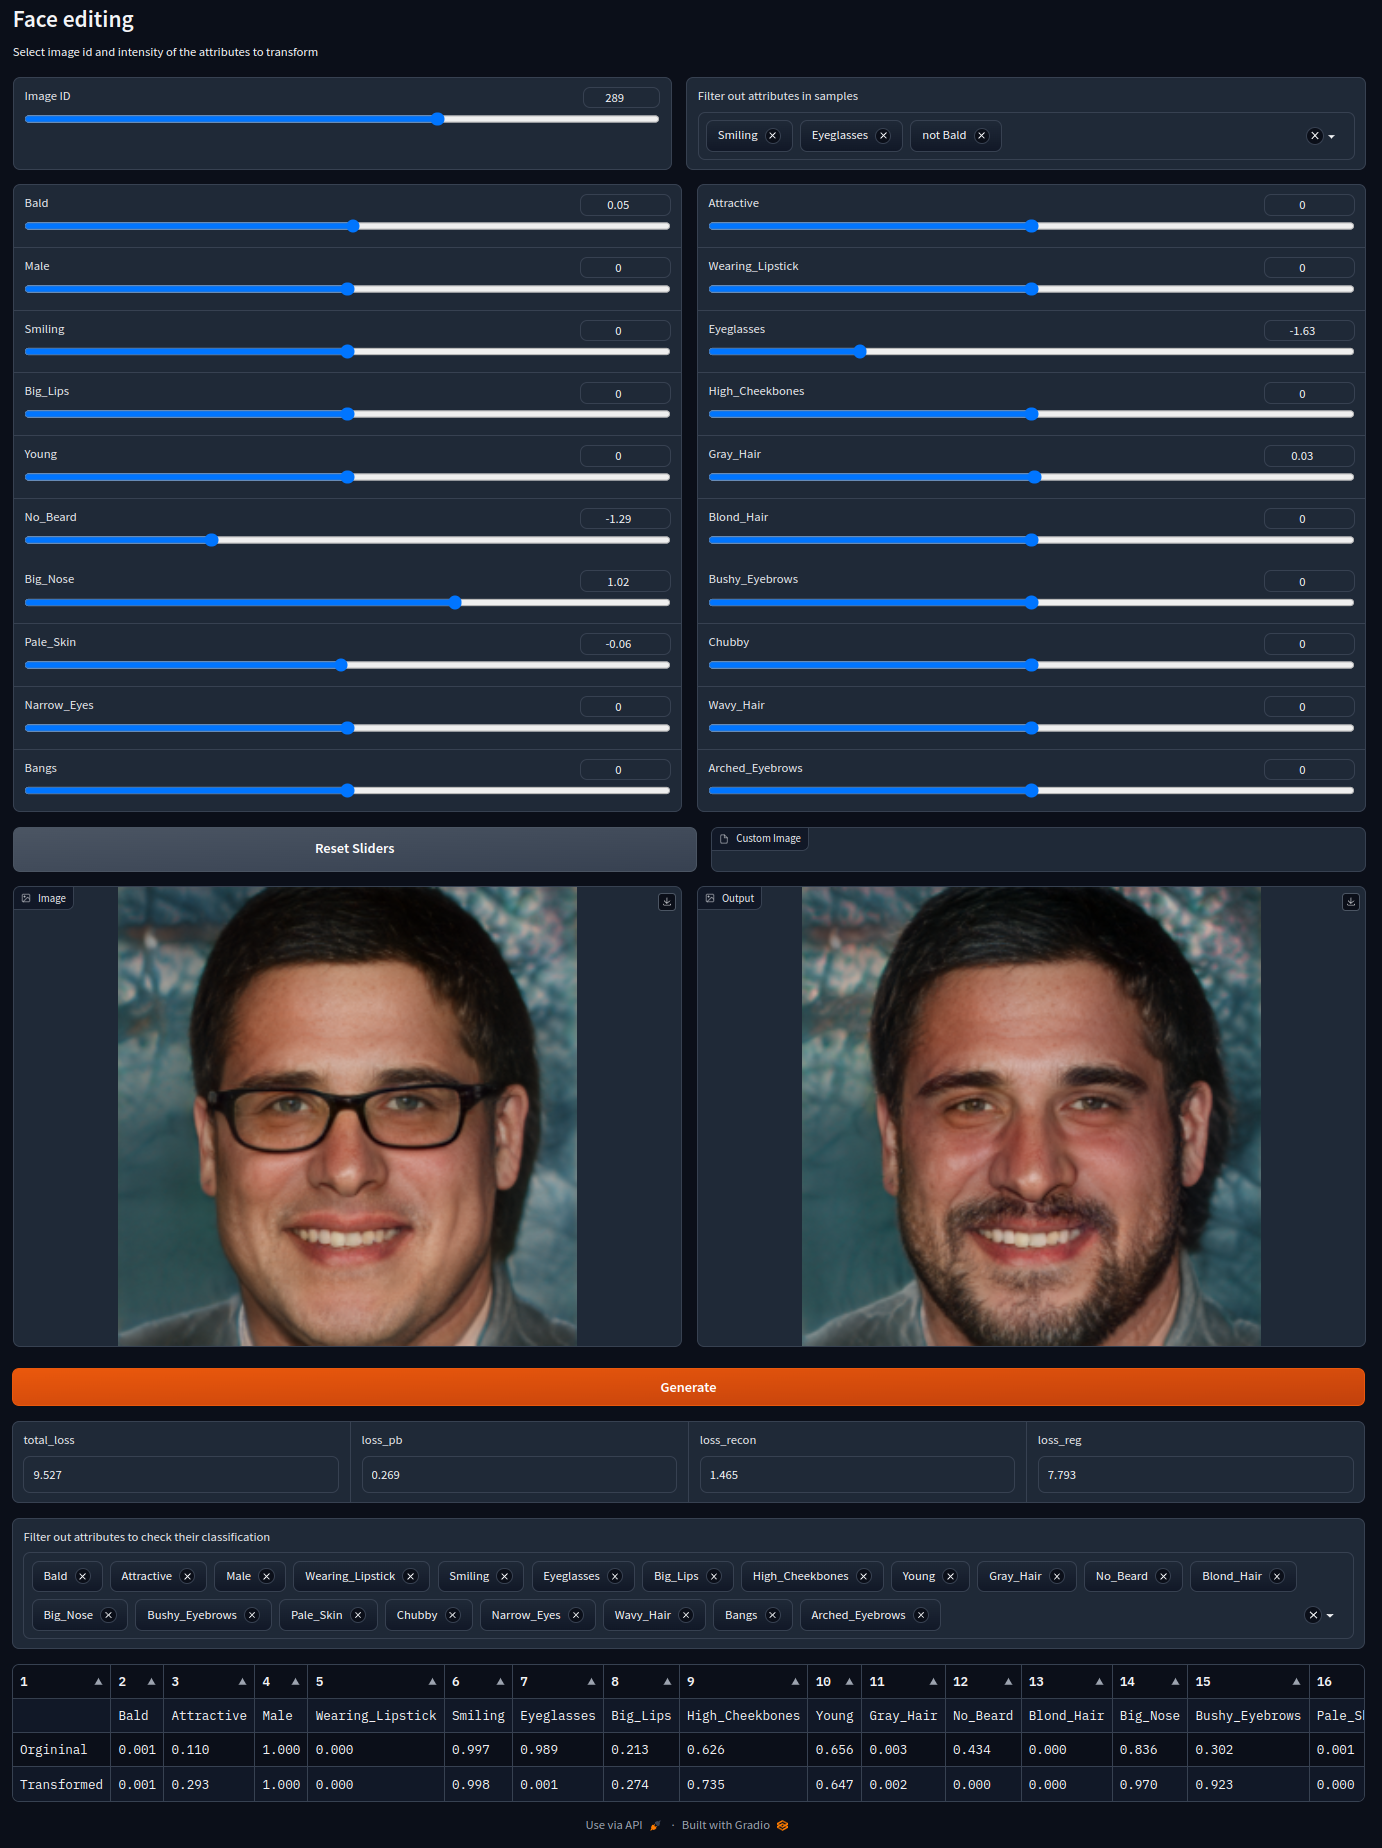 Face editing
Select image id and intensity of the attributes to transform
Image ID 289
Filter out attributes in samples
Smiling Eyeglasses not Bald
Bald 0.05
Attractive 0
Male 0
Wearing_Lipstick 0
Smiling 0
Eyeglasses -1.63
Big_Lips 0
High_Cheekbones 0
Young 0
Gray_Hair 0.03
No_Beard -1.29
Blond_Hair 0
Big_Nose 1.02
Bushy_Eyebrows 0
Pale_Skin -0.06
Chubby 0
Narrow_Eyes 0
Wavy_Hair 0
Bangs 0
Arched_Eyebrows 0
Reset Sliders
Custom Image
Image
Output
Generate
total_loss loss_pb loss_recon loss_reg
9.527 0.269 1.465 7.793
Filter out attributes to check their classification
Bald Attractive Male Wearing_Lipstick Smiling Eyeglasses Big_Lips High_Cheekbones Young Gray_Hair No_Beard Blond_Hair
Big_Nose Bushy_Eyebrows Pale_Skin Chubby Narrow_Eyes Wavy_Hair Bangs Arched_Eyebrows
1 2 3 4 5 6 7 8 9 10 11 12 13 14 15 16
Bald Attractive Male Wearing_Lipstick Smiling Eyeglasses Big_Lips High_Cheekbones Young Gray_Hair No_Beard Blond_Hair Big_Nose Bushy_Eyebrows
Orgininal 0.001 0.110 1.000 0.000 0.997 0.989 0.213 0.626 0.656 0.003 0.434 0.000 0.836 0.302 0.001
Transformed 0.001 0.293 1.000 0.000 0.998 0.001 0.274 0.735 0.647 0.002 0.000 0.000 0.970 0.923 0.000
Use via API · Built with Gradio